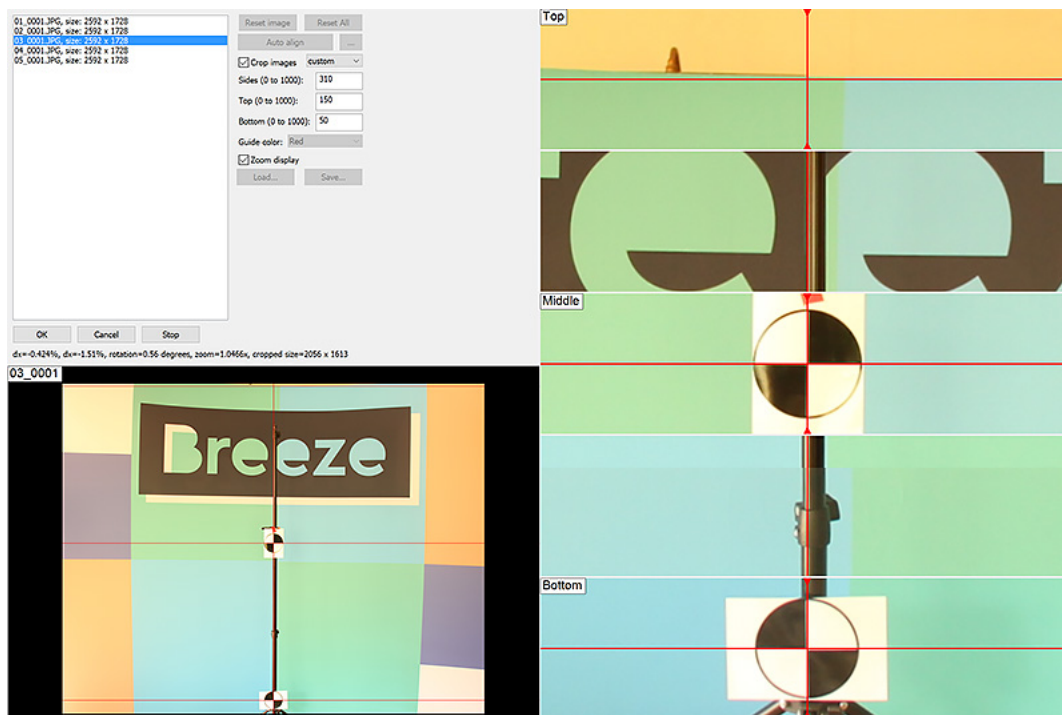 01_0001.JPG, size: 2592 x 1728
02_0001.JPG, size: 2592 x 1728
03_0001.JPG, size: 2592 x 1728
04_0001.JPG, size: 2592 x 1728
05_0001.JPG, size: 2592 x 1728
Reset image Reset All
Auto align ...
Crop images custom
Sides (0 to 1000): 310
Top (0 to 1000): 150
Bottom (0 to 1000): 50
Guide color: Red
Zoom display
Load... Save...
OK Cancel Stop
dx=-0.424%, dx=-1.51%, rotation=0.56 degrees, zoom=1.0466x, cropped size=2056 x 1613
03_0001
Breeze
Top
ee
Middle
Bottom